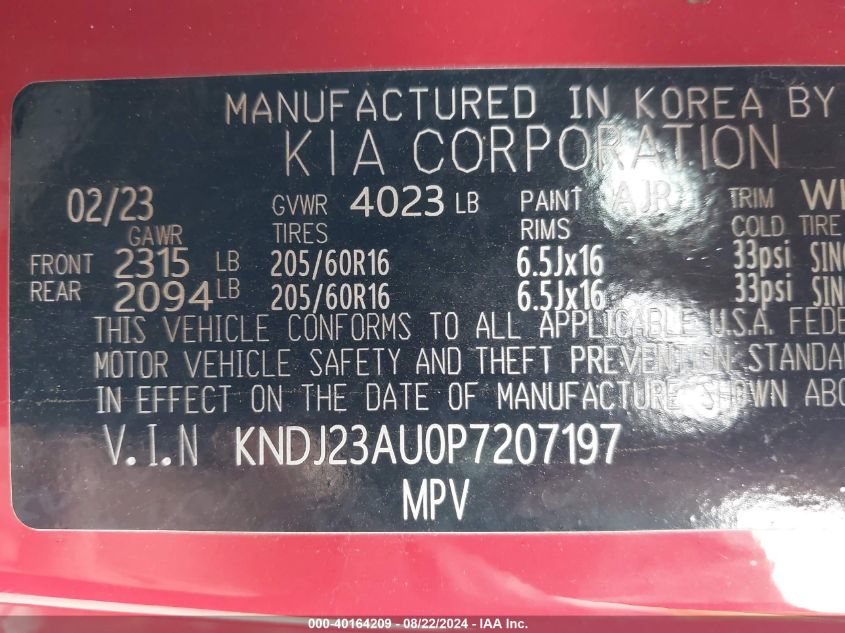 MANUFACTURED IN KOREA BY
KIA CORPORATION
02/23 GVWR 4023 LB PAINT AJR TRIM
GAWR TIRES RIMS COLD TIRE
FRONT 2315 LB 205/60R16 6.5Jx16 33psi
REAR 2094 LB 205/60R16 6.5Jx16 33psi
THIS VEHICLE CONFORMS TO ALL APPLICABLE U.S.A.
MOTOR VEHICLE SAFETY AND THEFT PREVENTION
IN EFFECT ON THE DATE OF MANUFACTURE SHOWN
V.I.N KNDJ23AU0P7207197
MPV
000-40164209 - 08/22/2024 - IAA Inc.